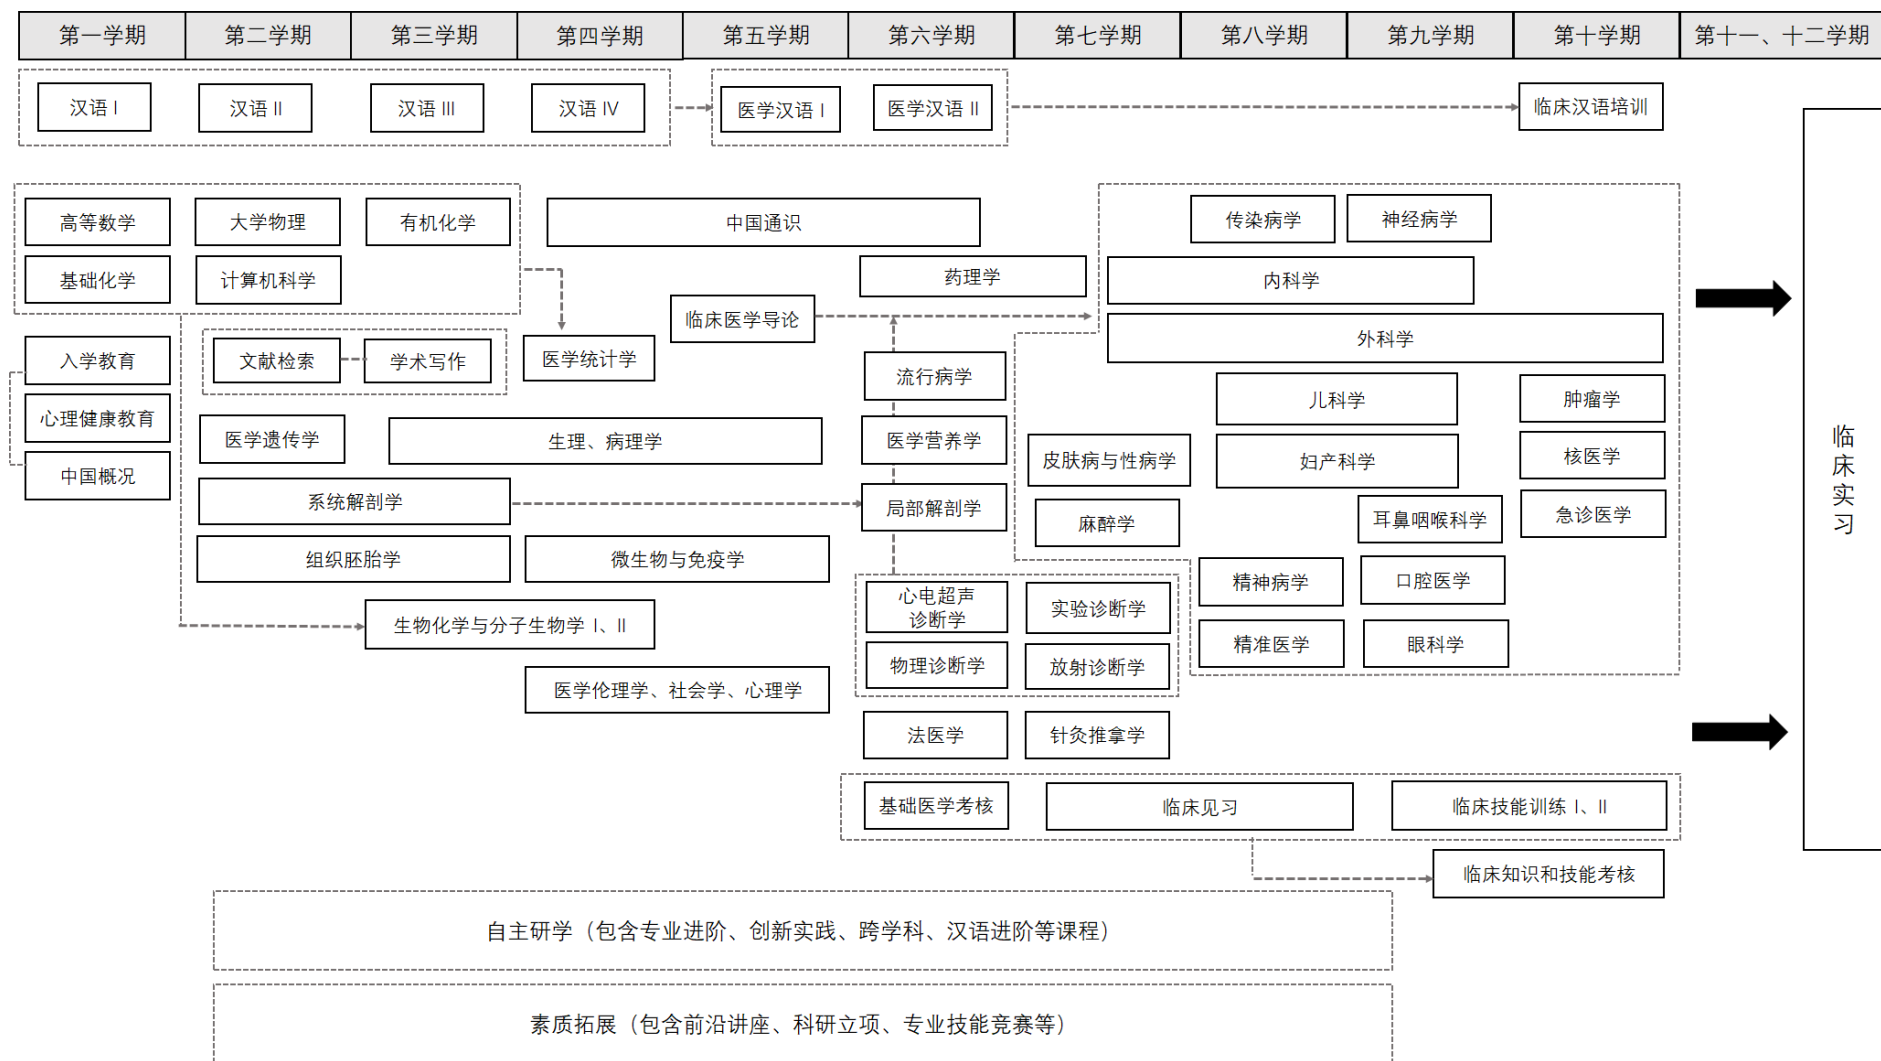 第一学期
第二学期
第三学期
第四学期
第五学期
第六学期
第七学期
第八学期
第九学期
第十学期
第十一、十二学期
汉语 I
汉语 II
汉语 III
汉语 IV
医学汉语 I
医学汉语 II
临床汉语培训
高等数学
大学物理
有机化学
中国通识
传染病学
神经病学
基础化学
计算机科学
药理学
内科学
临床医学导论
外科学
入学教育
文献检索
学术写作
医学统计学
流行病学
儿科学
肿瘤学
心理健康教育
医学遗传学
生理、病理学
医学营养学
皮肤病与性病学
妇产科学
核医学
中国概况
系统解剖学
局部解剖学
麻醉学
耳鼻咽喉科学
急诊医学
组织胚胎学
微生物与免疫学
心电超声
诊断学
实验诊断学
精神病学
口腔医学
生物化学与分子生物学 I、II
物理诊断学
放射诊断学
精准医学
眼科学
医学伦理学、社会学、心理学
法医学
针灸推拿学
基础医学考核
临床见习
临床技能训练 I、II
临床知识和技能考核
临床实习
自主研学（包含专业进阶、创新实践、跨学科、汉语进阶等课程）
素质拓展（包含前沿讲座、科研立项、专业技能竞赛等）